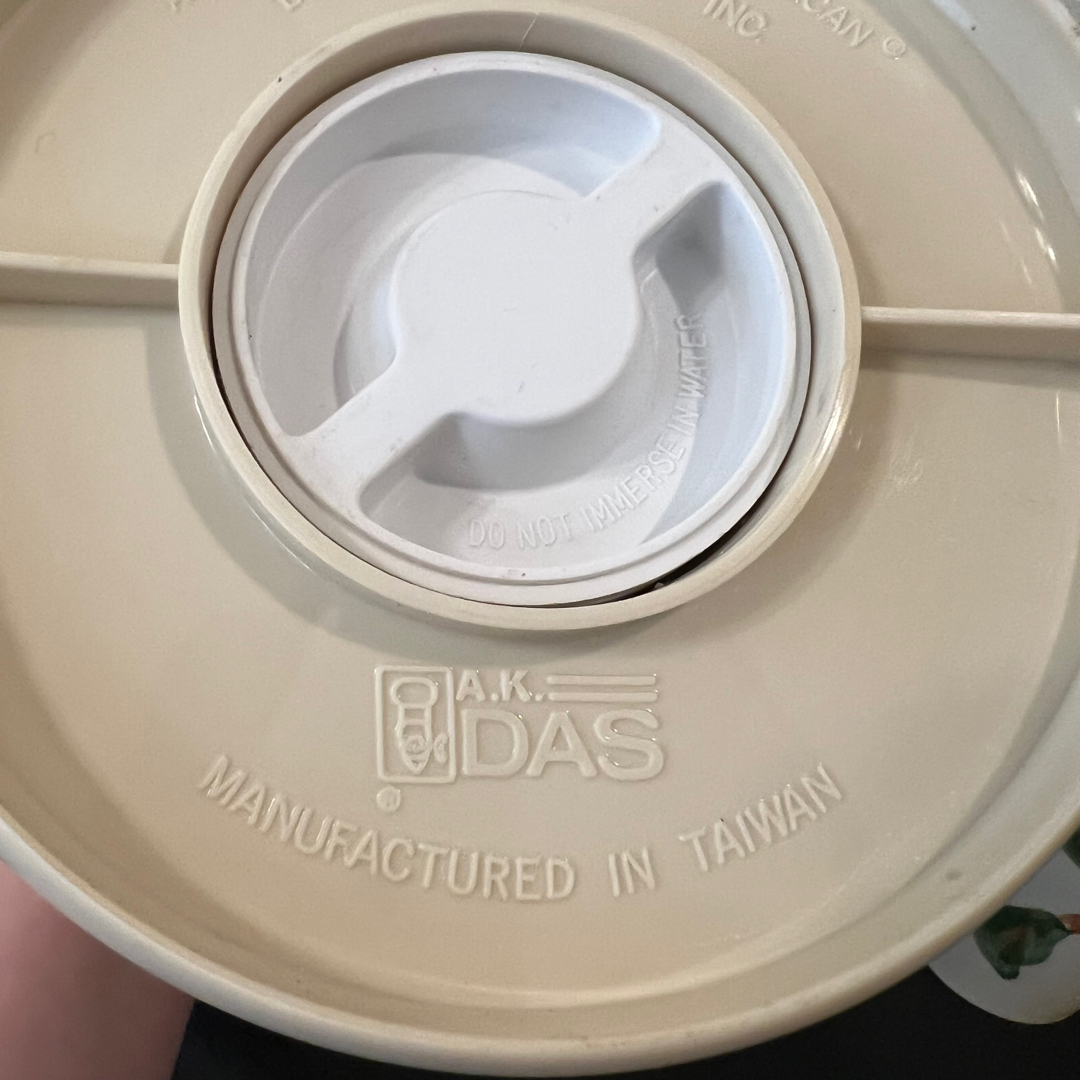 INC.
®
DO NOT IMMERSE IN WATER
A.K.
DAS
®
MANUFACTURED IN TAIWAN